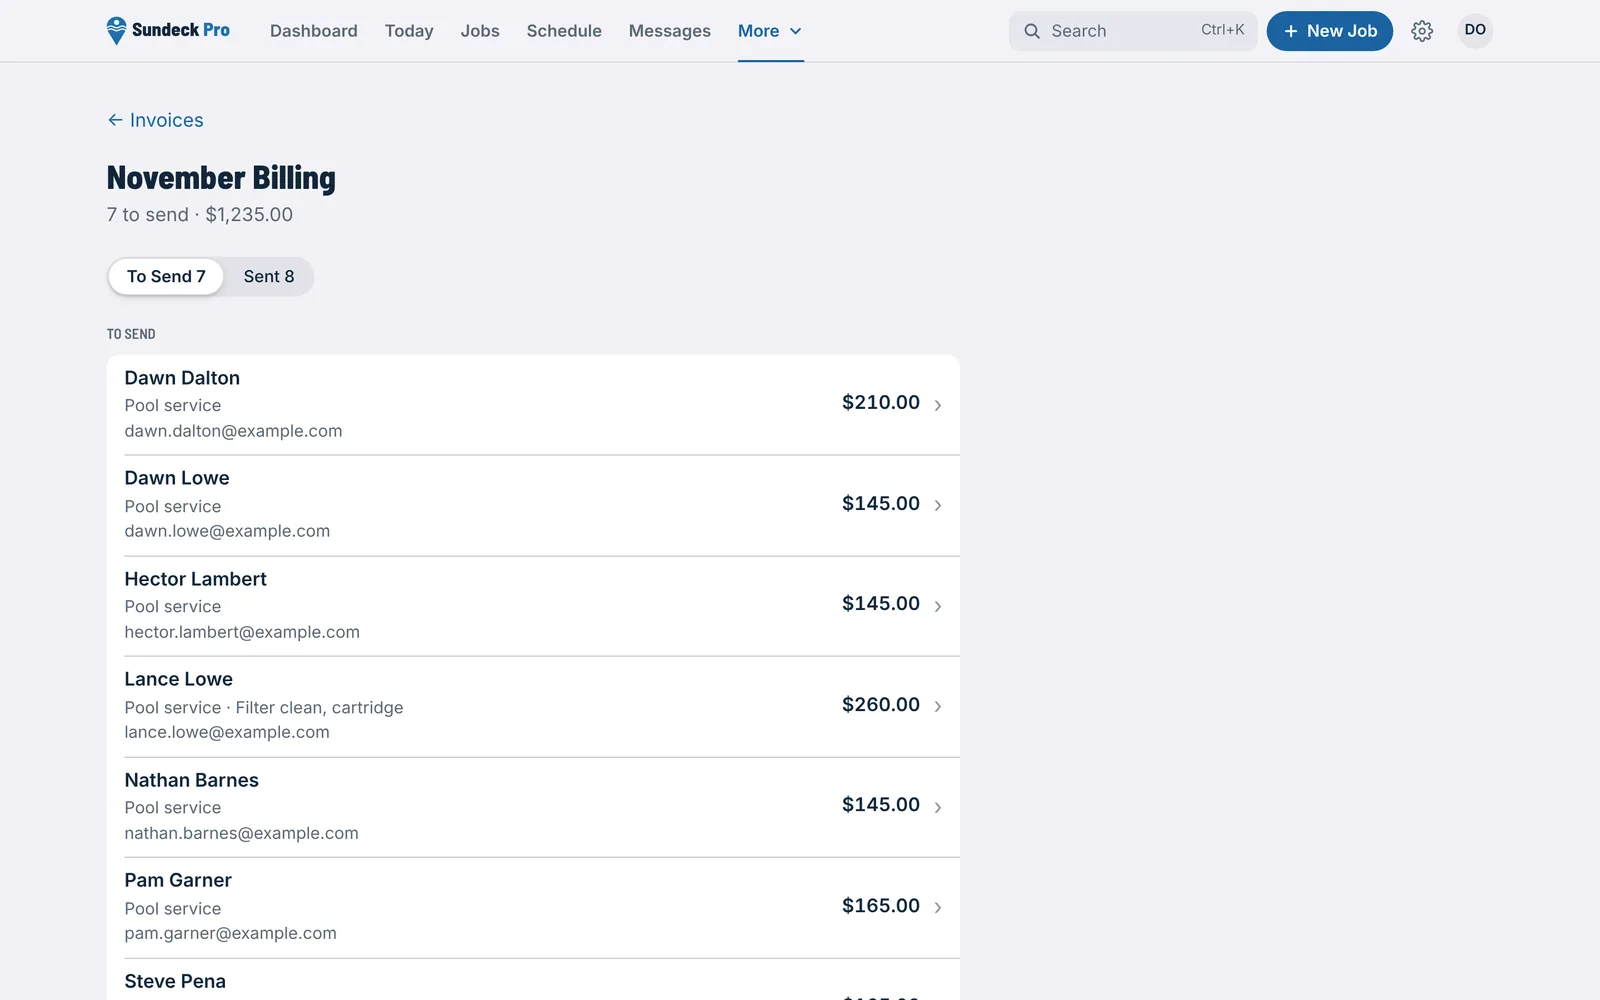 Sundeck Pro
Dashboard
Today
Jobs
Schedule
Messages
More
Search
Ctrl+K
+ New Job
DO
← Invoices
November Billing
7 to send · $1,235.00
To Send 7
Sent 8
TO SEND
Dawn Dalton
Pool service
dawn.dalton@example.com
$210.00
Dawn Lowe
Pool service
dawn.lowe@example.com
$145.00
Hector Lambert
Pool service
hector.lambert@example.com
$145.00
Lance Lowe
Pool service · Filter clean, cartridge
lance.lowe@example.com
$260.00
Nathan Barnes
Pool service
nathan.barnes@example.com
$145.00
Pam Garner
Pool service
pam.garner@example.com
$165.00
Steve Pena